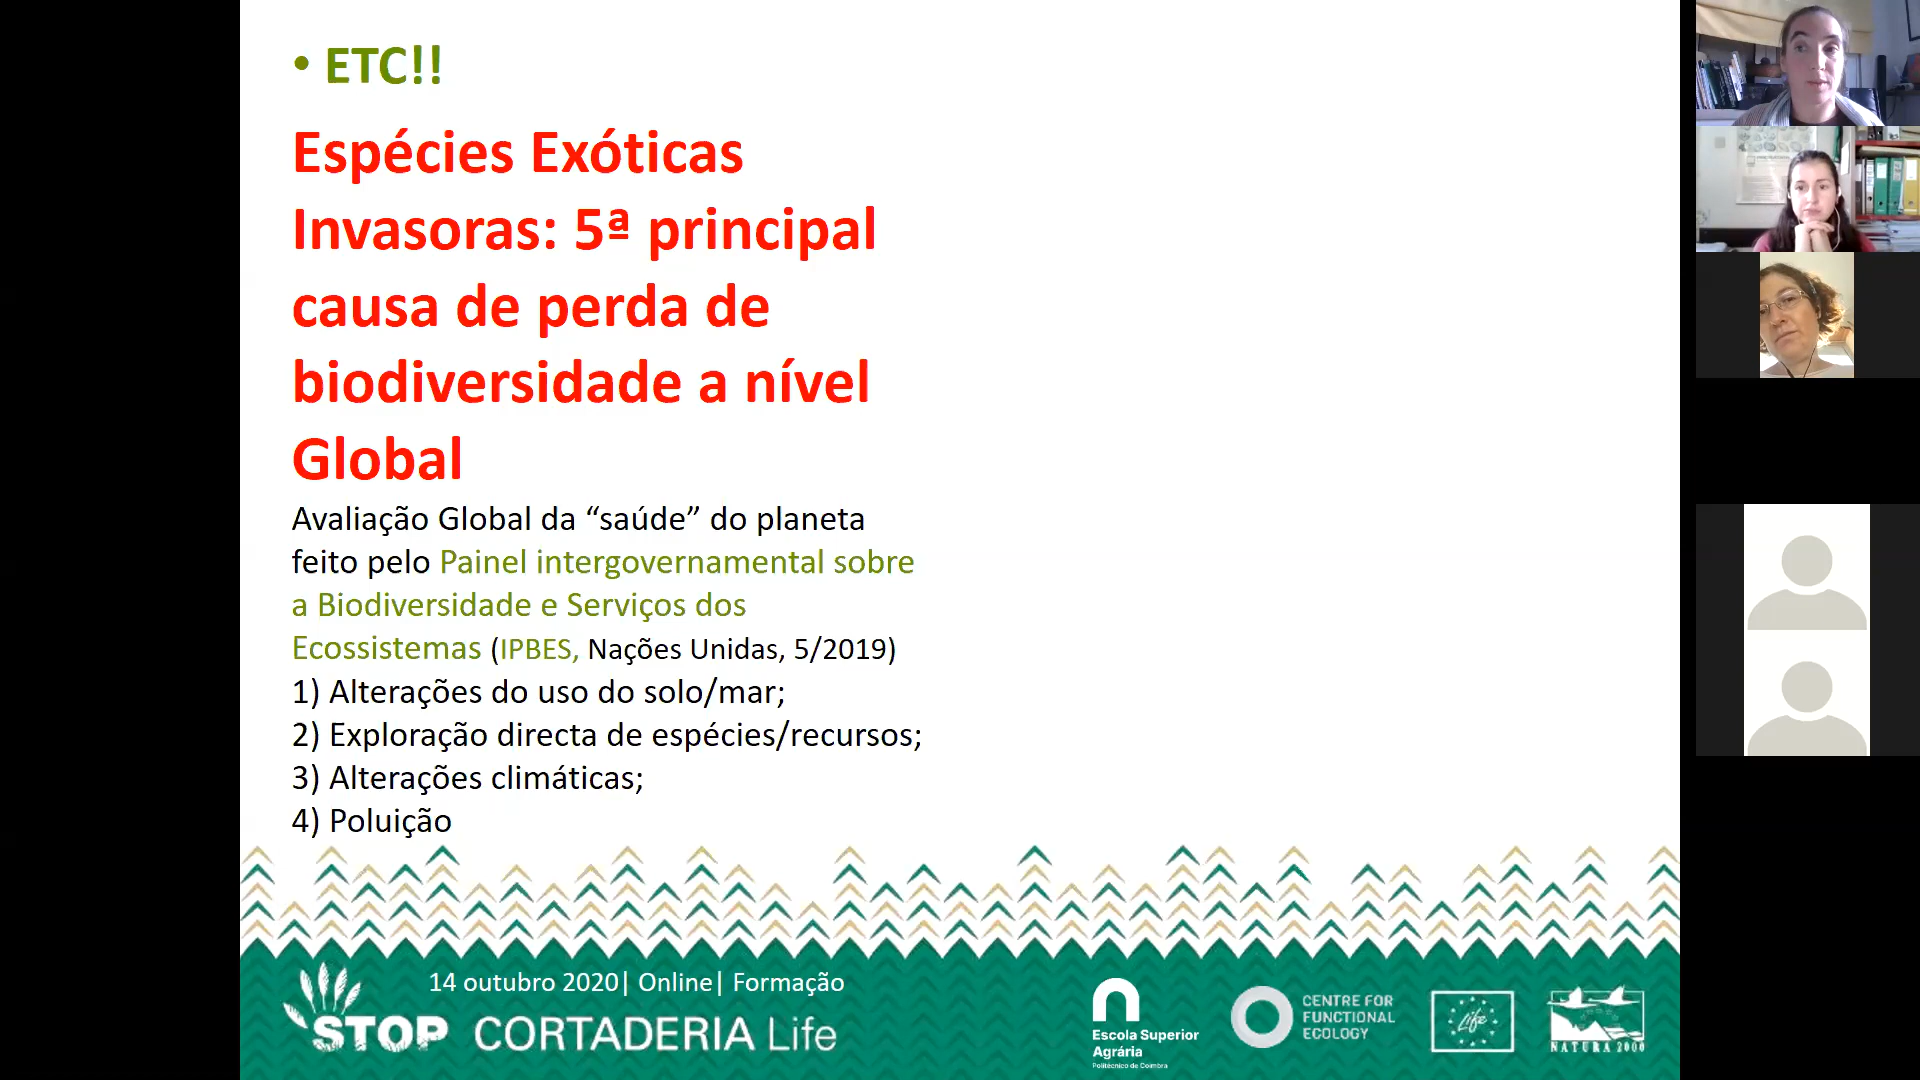 • ETC!!
Espécies Exóticas
Invasoras: 5ª principal
causa de perda de
biodiversidade a nível
Global
Avaliação Global da “saúde” do planeta
feito pelo Painel intergovernamental sobre
a Biodiversidade e Serviços dos
Ecossistemas (IPBES, Nações Unidas, 5/2019)
1) Alterações do uso do solo/mar;
2) Exploração directa de espécies/recursos;
3) Alterações climáticas;
4) Poluição
14 outubro 2020| Online| Formação
STOP CORTADERIA Life
Escola Superior
Agrária
Politécnico de Coimbra
CENTRE FOR
FUNCTIONAL
ECOLOGY
Life
NATURA 2000